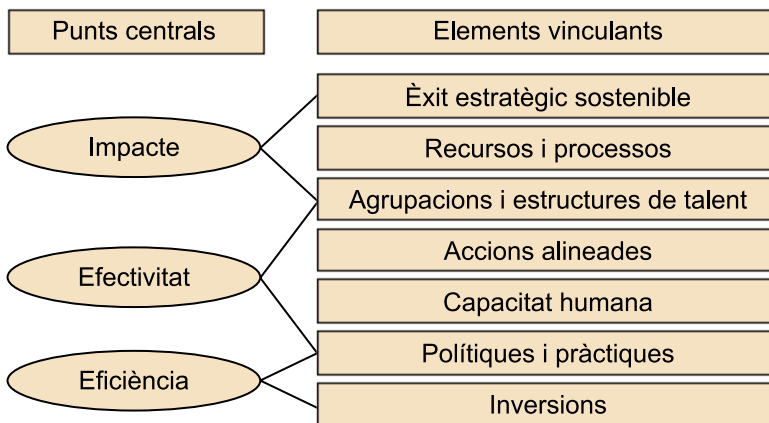 Punts centrals
Elements vinculants
Èxit estratègic sostenible
Impacte
Recursos i processos
Agrupacions i estructures de talent
Accions alineades
Efectivitat
Capacitat humana
Polítiques i pràctiques
Eficiència
Inversions